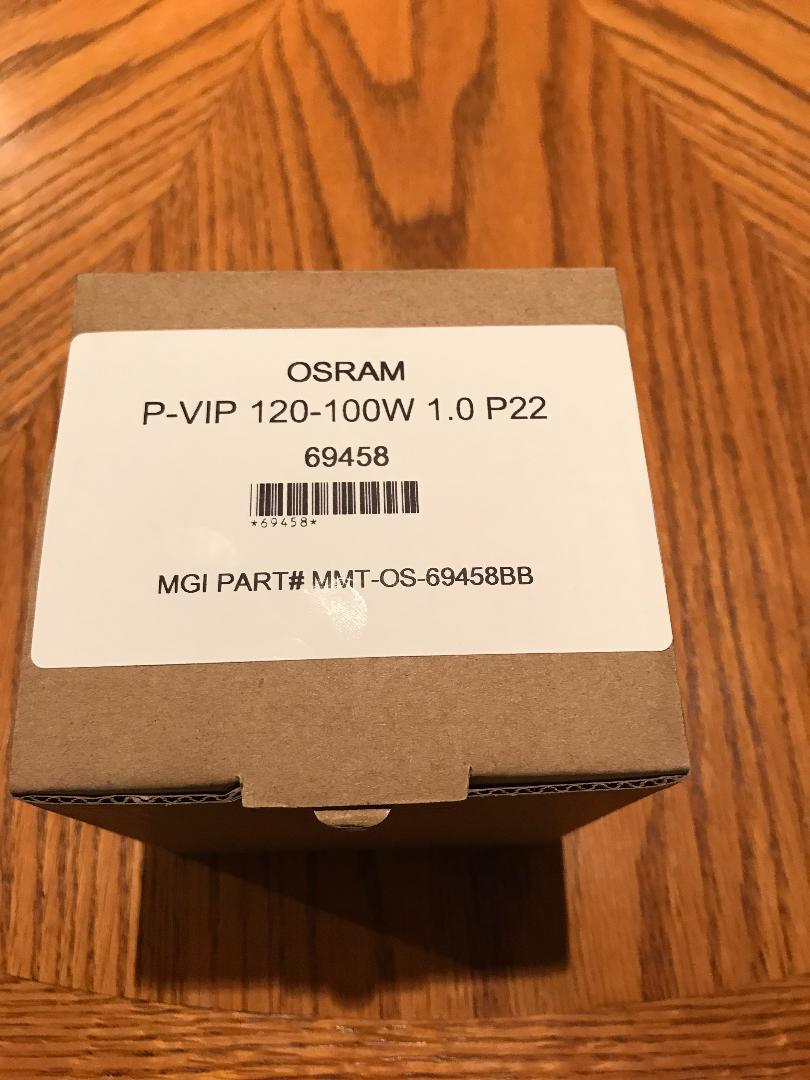 OSRAM
P-VIP 120-100W 1.0 P22
69458
*69458*
MGI PART# MMT-OS-69458BB